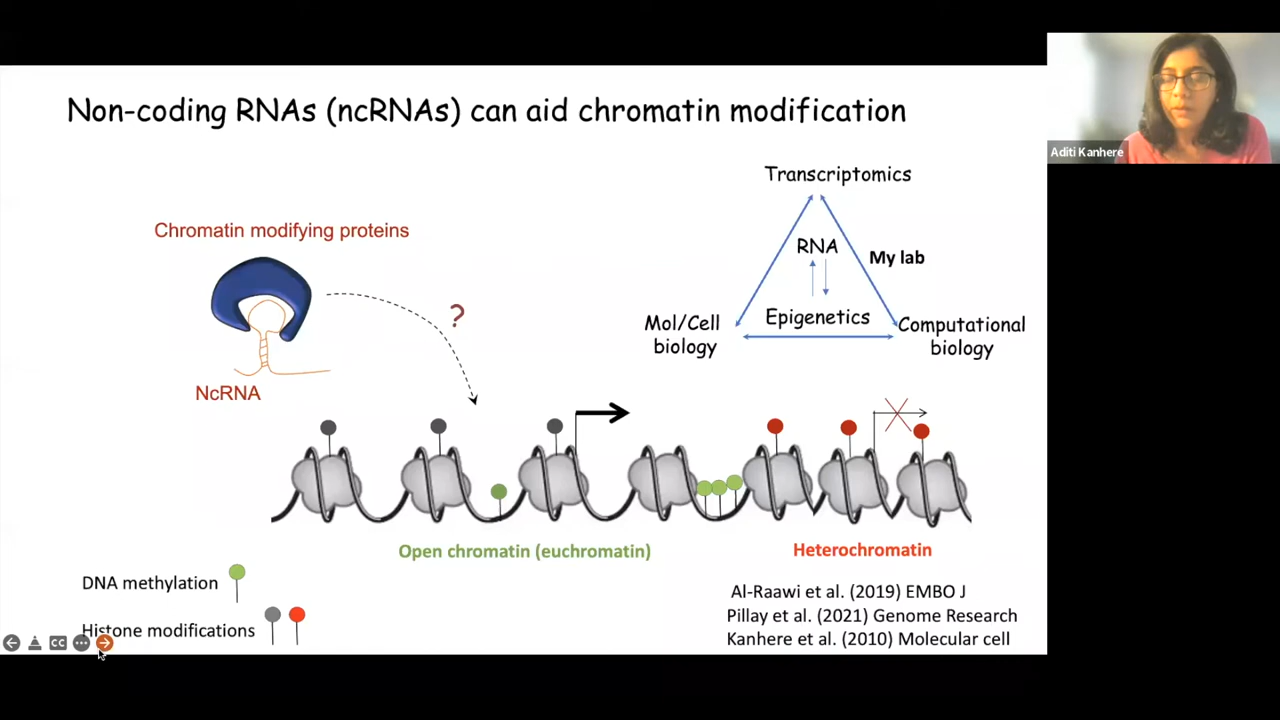 Non-coding RNAs (ncRNAs) can aid chromatin modification
Aditi Kanhere
Transcriptomics
Chromatin modifying proteins
RNA
My lab
?
Epigenetics
Mol/Cell
biology
Computational
biology
NcRNA
Open chromatin (euchromatin)
Heterochromatin
DNA methylation
Histone modifications
Al-Raawi et al. (2019) EMBO J
Pillay et al. (2021) Genome Research
Kanhere et al. (2010) Molecular cell
CC